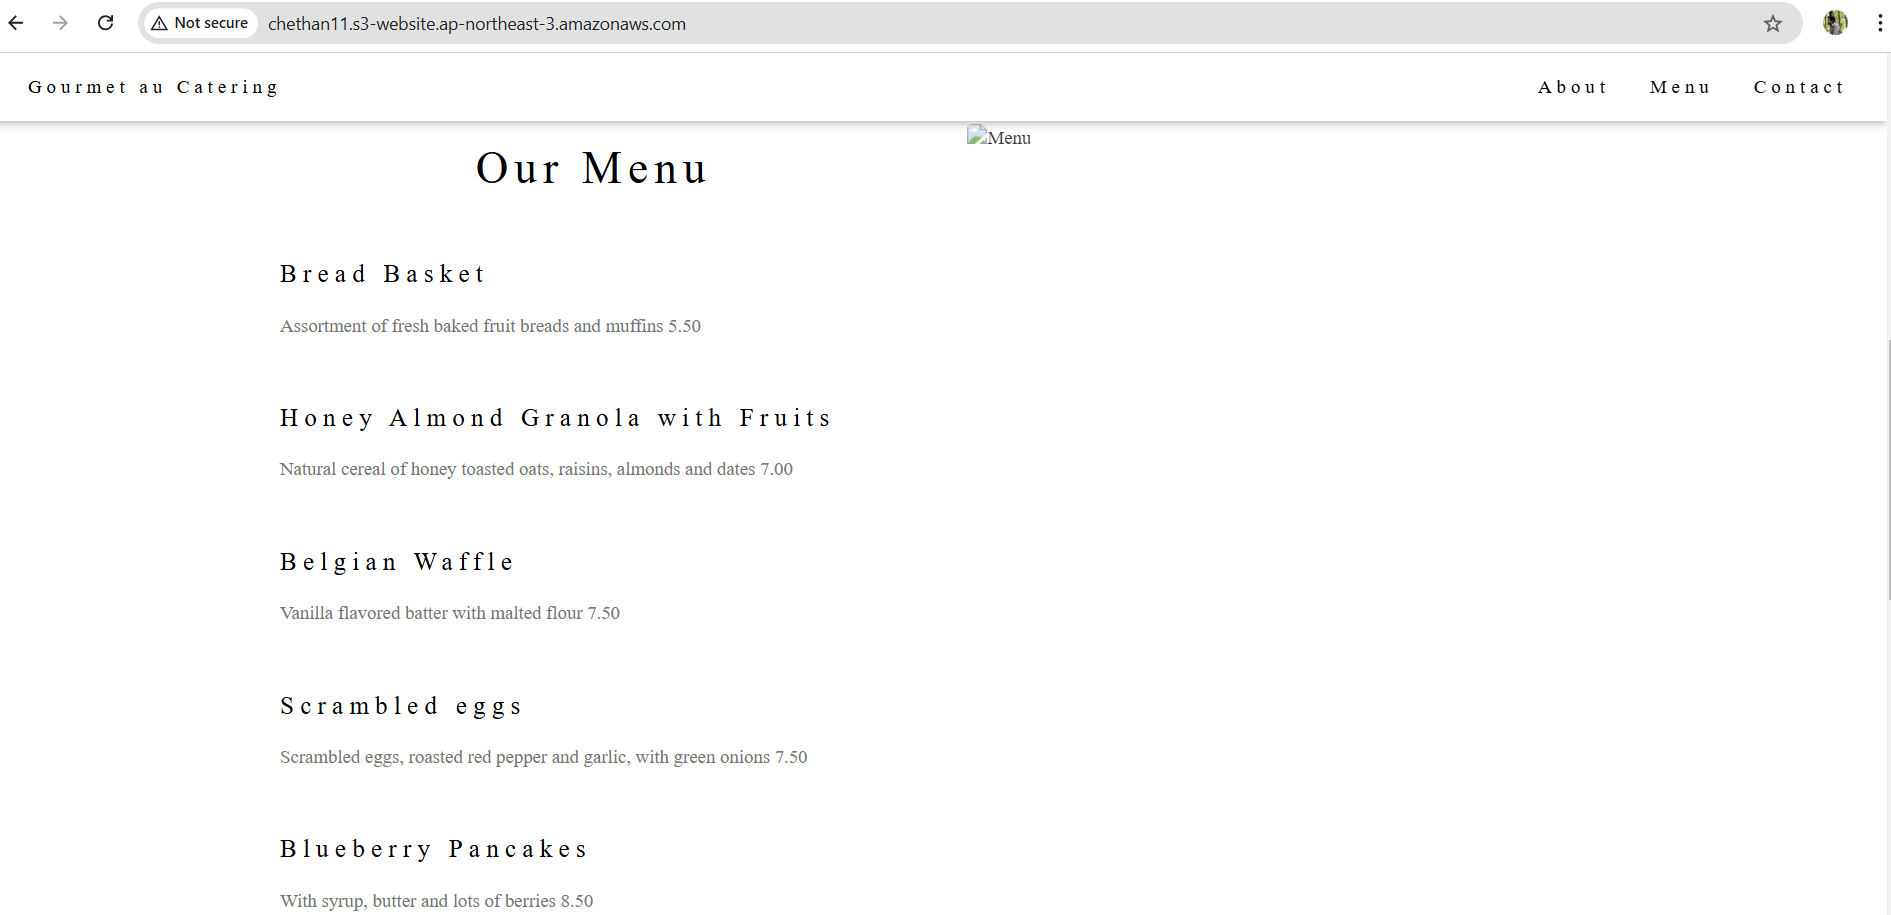 Not secure
chethan11.s3-website.ap-northeast-3.amazonaws.com
Gourmet au Catering
About
Menu
Contact
Menu
Our Menu
Bread Basket
Assortment of fresh baked fruit breads and muffins 5.50
Honey Almond Granola with Fruits
Natural cereal of honey toasted oats, raisins, almonds and dates 7.00
Belgian Waffle
Vanilla flavored batter with malted flour 7.50
Scrambled eggs
Scrambled eggs, roasted red pepper and garlic, with green onions 7.50
Blueberry Pancakes
With syrup, butter and lots of berries 8.50